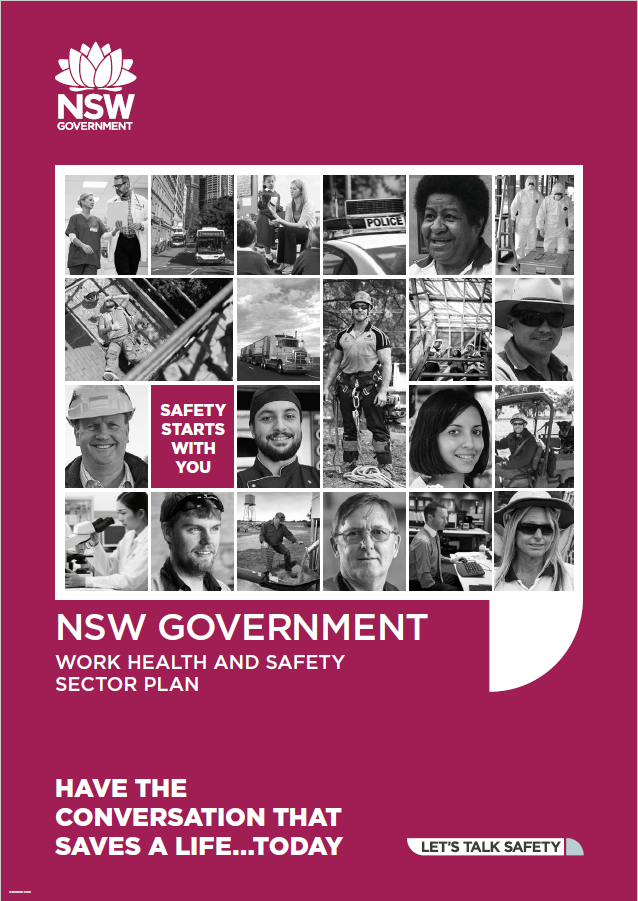 NSW
GOVERNMENT
POLICE
SAFETY
STARTS
WITH
YOU
NSW GOVERNMENT
WORK HEALTH AND SAFETY
SECTOR PLAN
HAVE THE
CONVERSATION THAT
SAVES A LIFE...TODAY
LET'S TALK SAFETY